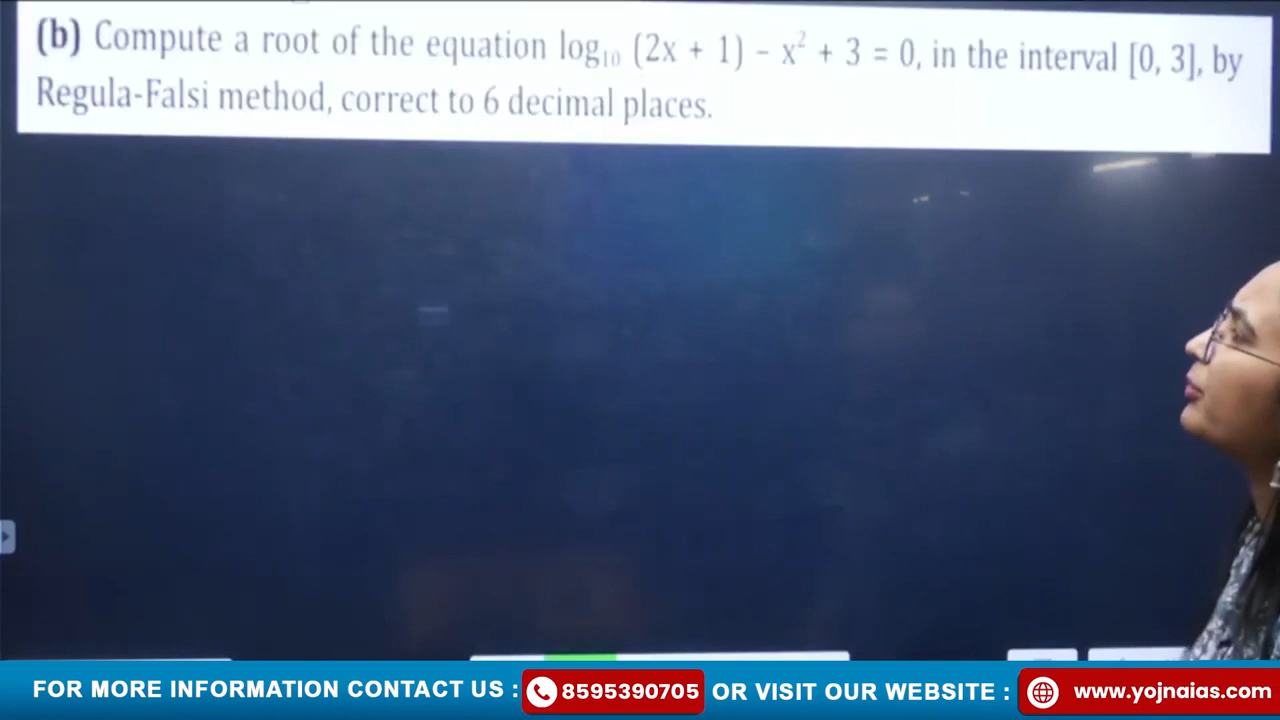 (b) Compute a root of the equation log₁₀ (2x + 1) – x² + 3 = 0, in the interval [0, 3], by
Regula-Falsi method, correct to 6 decimal places.
FOR MORE INFORMATION CONTACT US : 8595390705 OR VISIT OUR WEBSITE : www.yojnaias.com